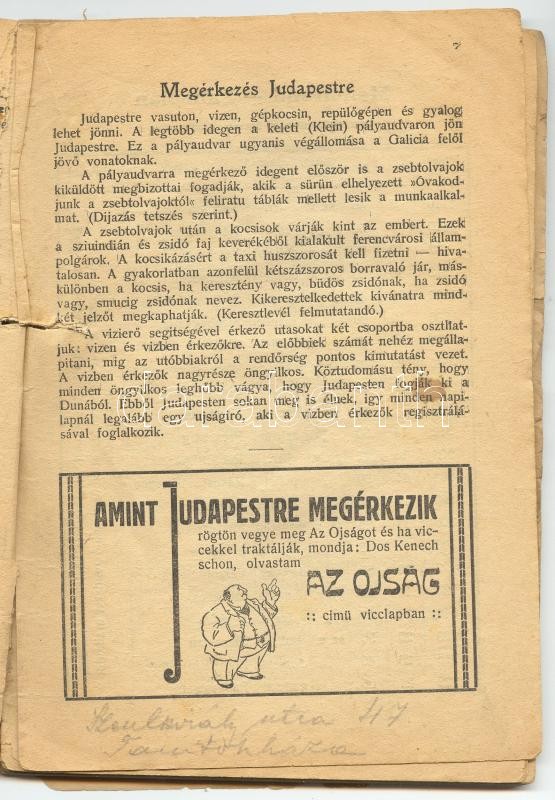 7
Megérkezés Judapestre
Judapestre vasuton, vizen, gépkocsin, repülőgépen és gyalog
lehet jönni. A legtöbb idegen a keleti (Klein) pályaudvaron jön
Judapestre. Ez a pályaudvar ugyanis végállomása a Galicia felől
jövő vonatoknak.
A pályaudvarra megérkező idegent először is a zsebtolvajok
kiküldött megbizottai fogadják, akik a sürün elhelyezett »Óvakod-
junk a zsebtolvajoktól« feliratu táblák mellett lesik a munkaalkal-
mat. (Dijazás tetszés szerint.)
A zsebtolvajok után a kocsisok várják kint az embert. Ezek
a sziuindián és zsidó faj keverékéből kialakult ferencvárosi állam-
polgárok. A kocsikázásért a taxi huszszorosát kell fizetni — hiva-
talosan. A gyakorlatban azonfelül kétszázszoros borravaló jár, más-
különben a kocsis, ha keresztény vagy, büdös zsidónak, ha zsidó
vagy, smucig zsidónak nevez. Kikeresztelkedettek kivánatra mind-
két jelzőt megkaphatják. (Keresztlevél felmutatandó.)
A vizierő segitségével érkező utasokat két csoportba oszthat-
juk: vizen és vizben érkezőkre. Az előbbiek számát nehéz megálla-
pitani, mig az utóbbiakról a rendőrség pontos kimutatást vezet.
A vizben érkezők nagyrésze öngyilkos. Köztudomásu tény, hogy
minden öngyilkos leghőbb vágya, hogy Judapesten fogják ki a
Dunából. Ebből Judapesten sokan meg is élnek, igy minden napi-
lapnál legalább egy ujságiró, aki a vizben érkezők regisztrálá-
sával foglalkozik.
darabanth
AMINT JUDAPESTRE MEGÉRKEZIK
rögtön vegye meg Az Ojságot és ha vic-
cekkel traktálják, mondja: Dos Kenech
schon, olvastam
AZ OJSÁG
:: cimü vicclapban ::
utca 47